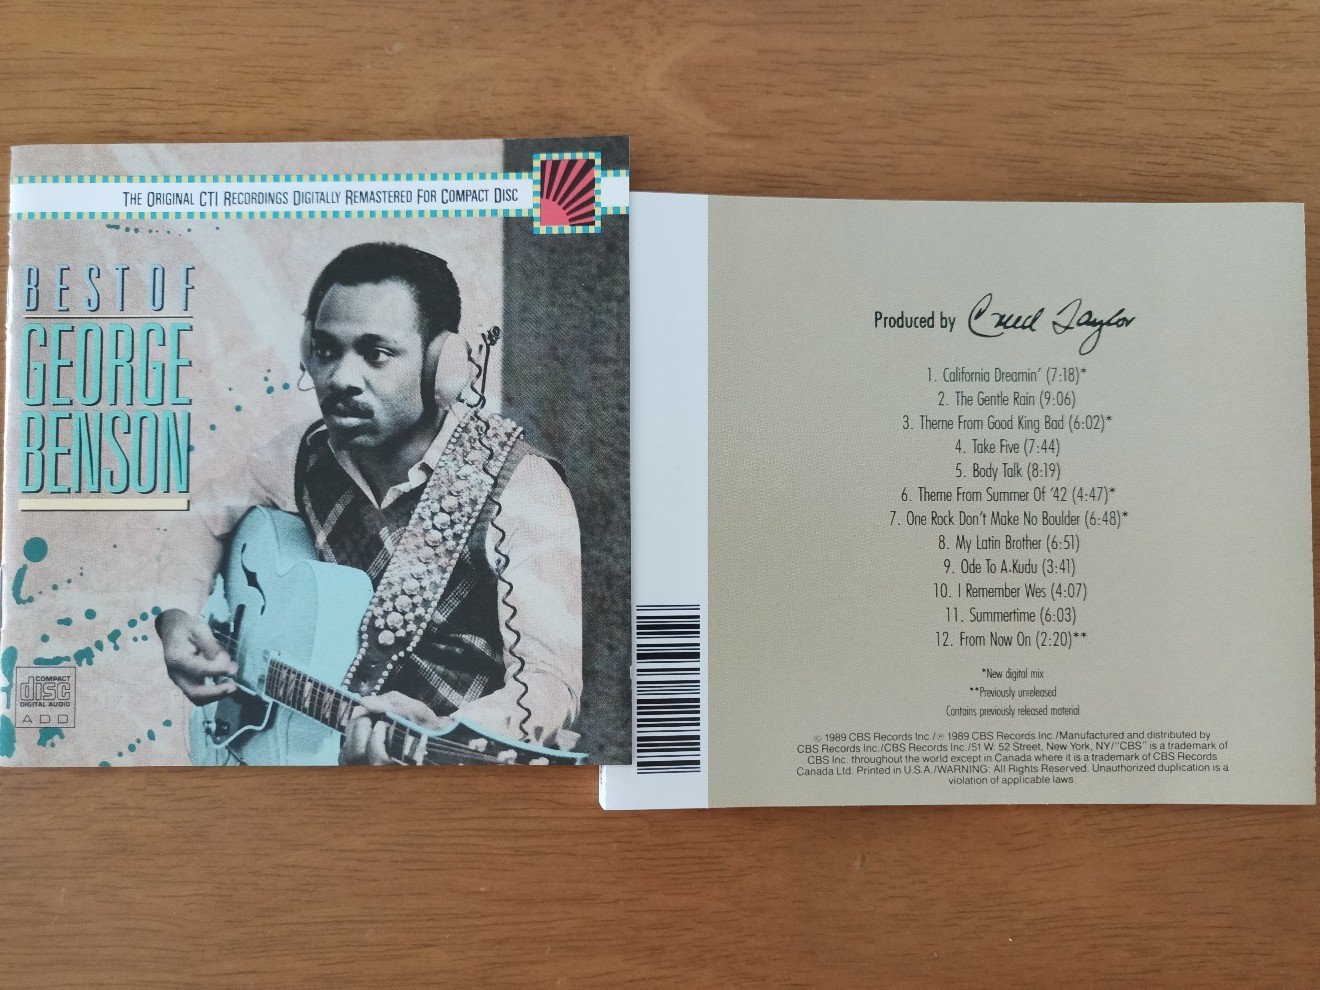 THE ORIGINAL CTI RECORDINGS DIGITALLY REMASTERED FOR COMPACT DISC
BEST OF
GEORGE
BENSON
COMPACT
disc
DIGITAL AUDIO
ADD
Produced by Creed Taylor
1. California Dreamin' (7:18)*
2. The Gentle Rain (9:06)
3. Theme From Good King Bad (6:02)*
4. Take Five (7:44)
5. Body Talk (8:19)
6. Theme From Summer Of '42 (4:47)*
7. One Rock Don't Make No Boulder (6:48)*
8. My Latin Brother (6:51)
9. Ode To A.Kudu (3:41)
10. I Remember Wes (4:07)
11. Summertime (6:03)
12. From Now On (2:20)**
*New digital mix
**Previously unreleased
Contains previously released material
© 1989 CBS Records Inc./℗ 1989 CBS Records Inc./Manufactured and distributed by
CBS Records Inc./CBS Records Inc./51 W. 52 Street, New York, NY/"CBS" is a trademark of
CBS Inc. throughout the world except in Canada where it is a trademark of CBS Records
Canada Ltd. Printed in U.S.A./WARNING: All Rights Reserved. Unauthorized duplication is a
violation of applicable laws.